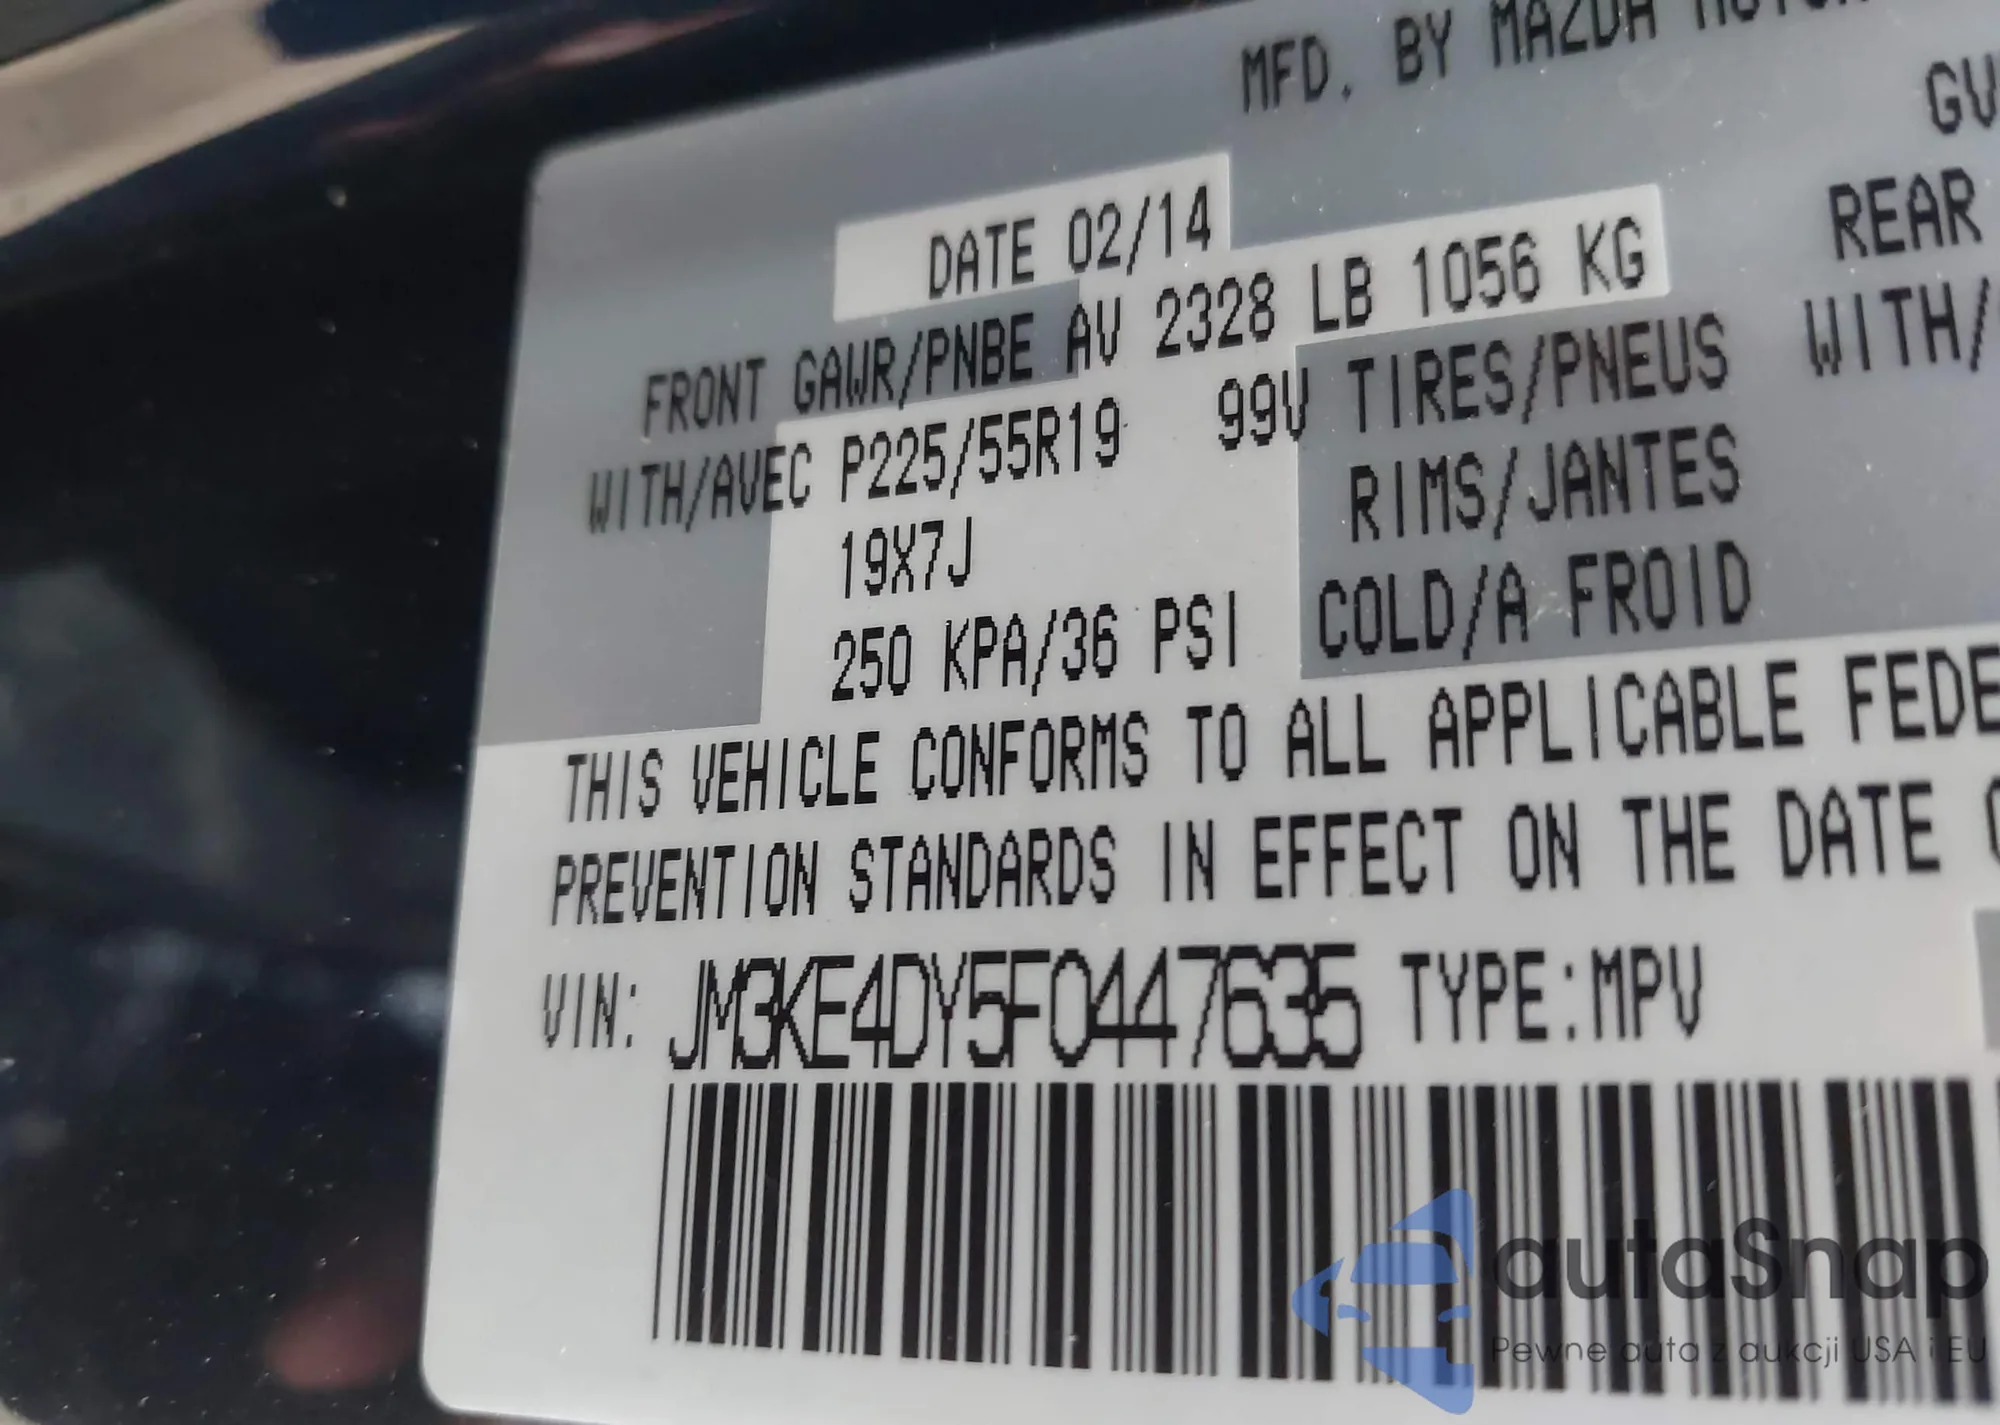 MFD. BY MAZDA MOTOR
GV
DATE 02/14
FRONT GAWR/PNBE AV 2328 LB 1056 KG
REAR
WITH/AVEC P225/55R19 99V TIRES/PNEUS
WITH/
19X7J RIMS/JANTES
250 KPA/36 PSI COLD/A FROID
THIS VEHICLE CONFORMS TO ALL APPLICABLE FEDE
PREVENTION STANDARDS IN EFFECT ON THE DATE
VIN: JM3KE4DY5F0447635 TYPE:MPV
autaSnap
Pewne auta z aukcji USA i EU